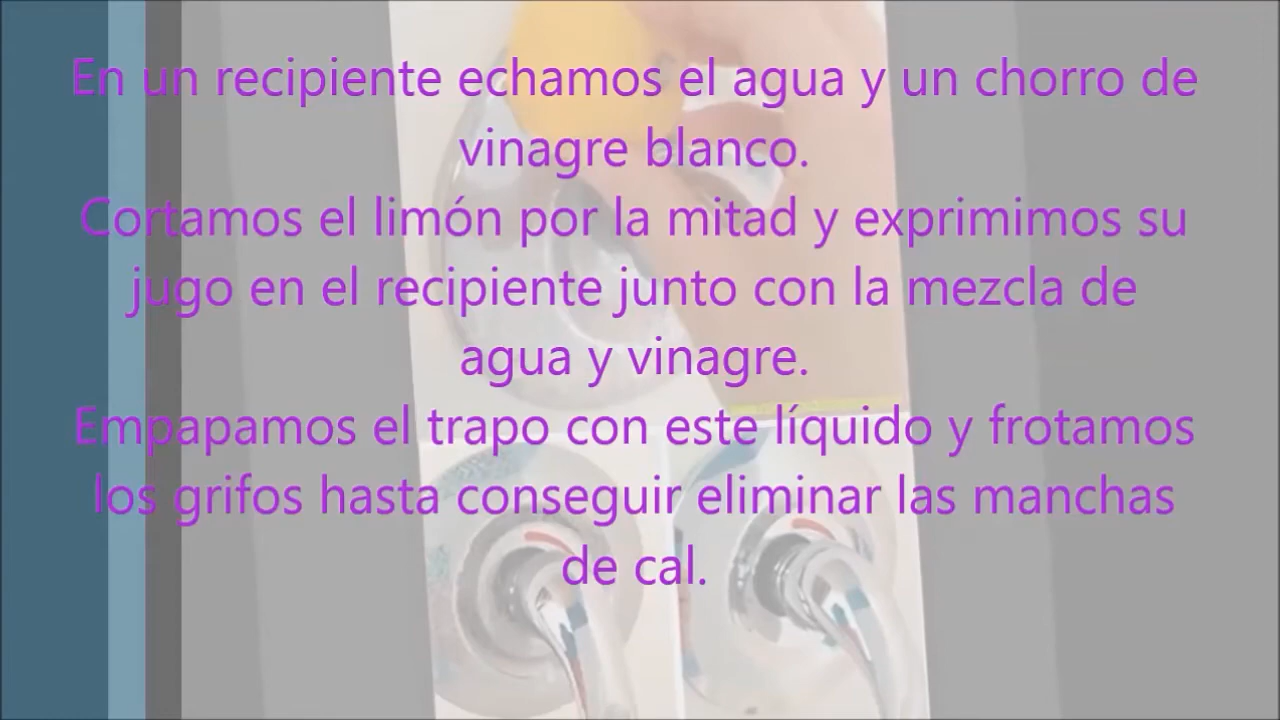 En un recipiente echamos el agua y un chorro de
vinagre blanco.
Cortamos el limón por la mitad y exprimimos su
jugo en el recipiente junto con la mezcla de
agua y vinagre.
Empapamos el trapo con este líquido y frotamos
los grifos hasta conseguir eliminar las manchas
de cal.